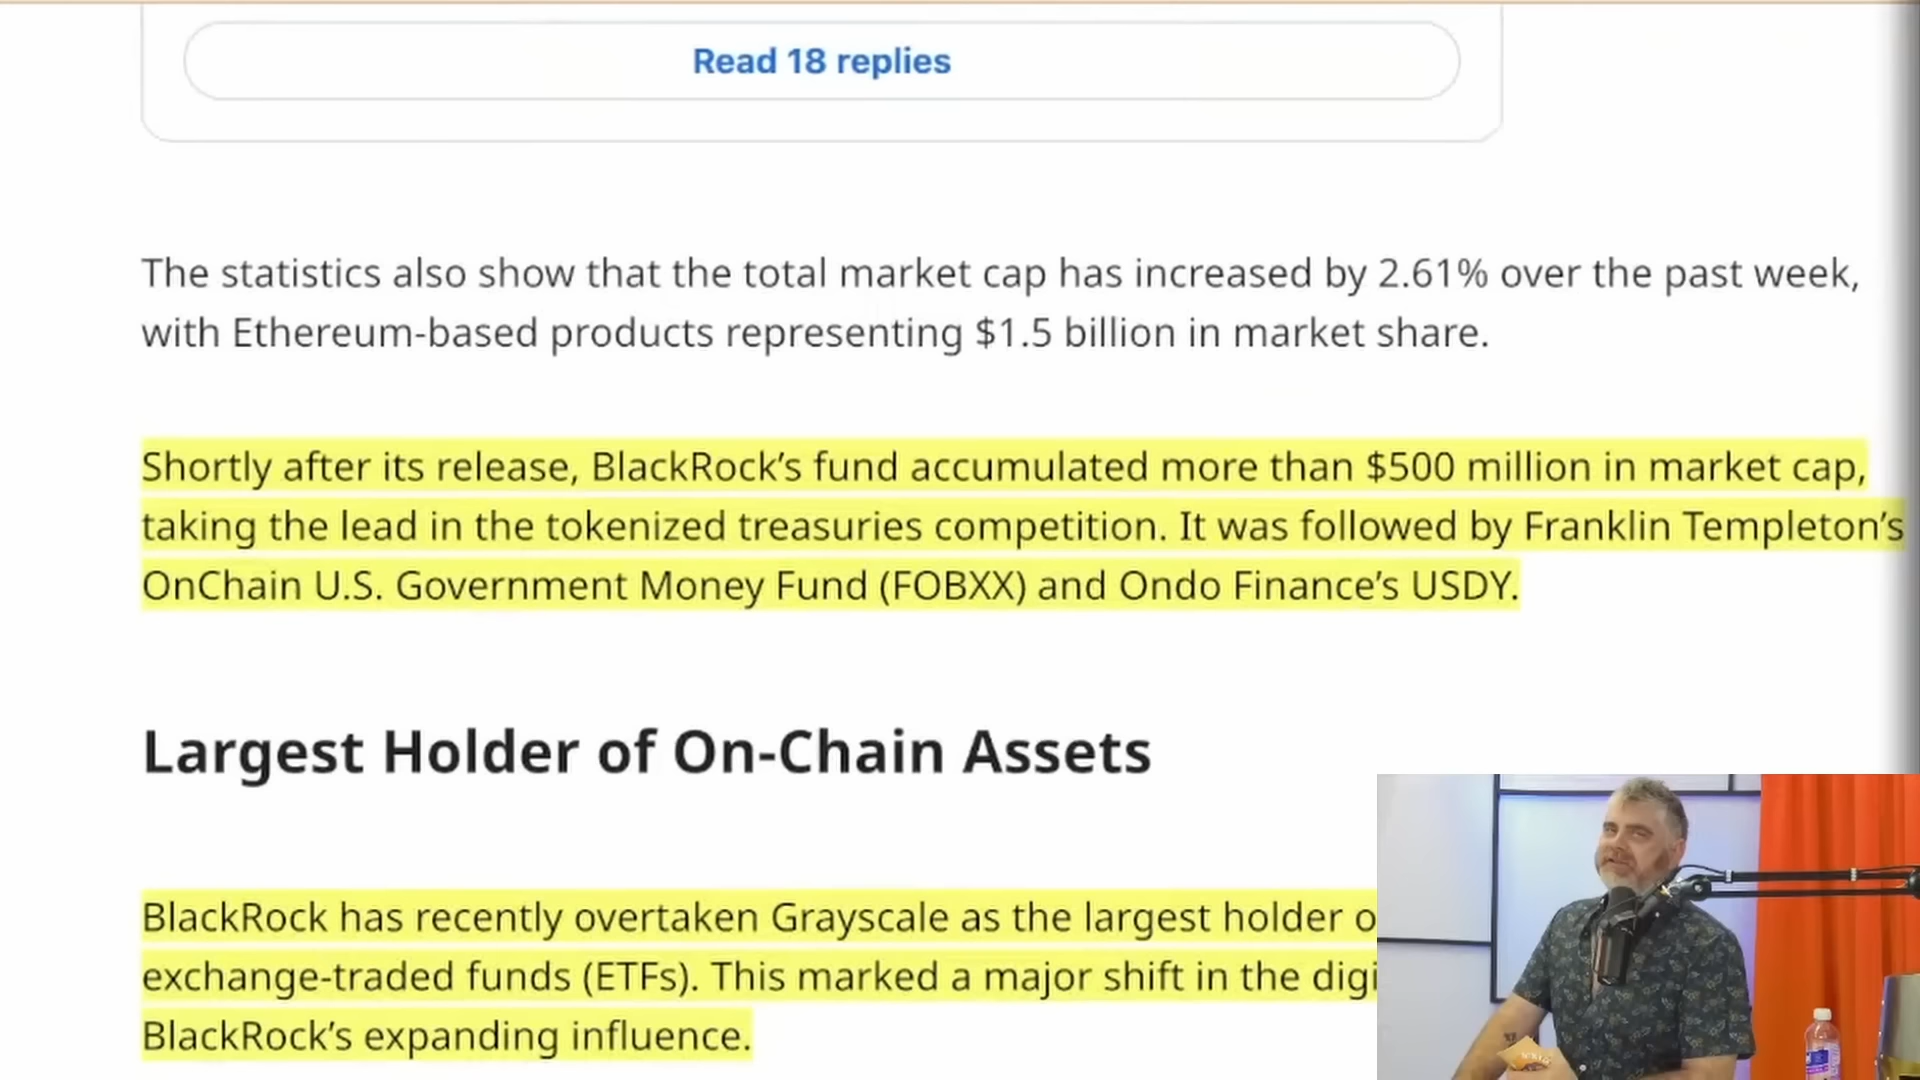 Read 18 replies
The statistics also show that the total market cap has increased by 2.61% over the past week,
with Ethereum-based products representing $1.5 billion in market share.
Shortly after its release, BlackRock’s fund accumulated more than $500 million in market cap,
taking the lead in the tokenized treasuries competition. It was followed by Franklin Templeton’s
OnChain U.S. Government Money Fund (FOBXX) and Ondo Finance’s USDY.
Largest Holder of On-Chain Assets
BlackRock has recently overtaken Grayscale as the largest holder
exchange-traded funds (ETFs). This marked a major shift in the
BlackRock’s expanding influence.